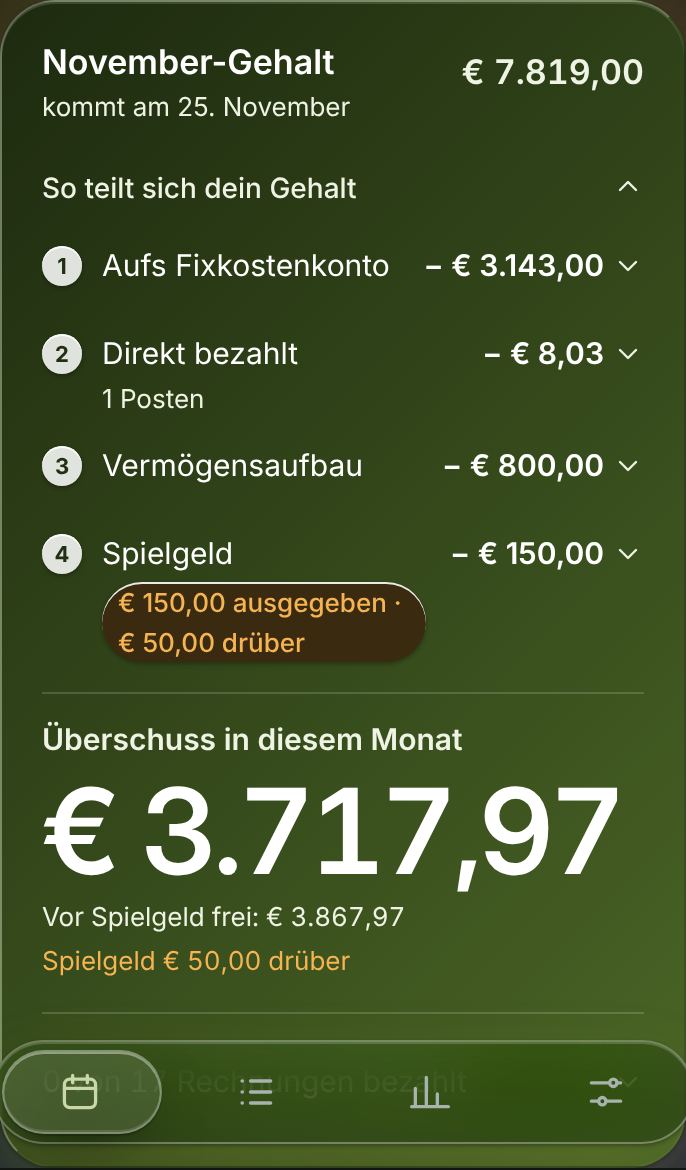 November-Gehalt
€ 7.819,00
kommt am 25. November
So teilt sich dein Gehalt
1 Aufs Fixkostenkonto – € 3.143,00
2 Direkt bezahlt – € 8,03
1 Posten
3 Vermögensaufbau – € 800,00
4 Spielgeld – € 150,00
€ 150,00 ausgegeben ·
€ 50,00 drüber
Überschuss in diesem Monat
€ 3.717,97
Vor Spielgeld frei: € 3.867,97
Spielgeld € 50,00 drüber
17 Rechnungen bezahlt